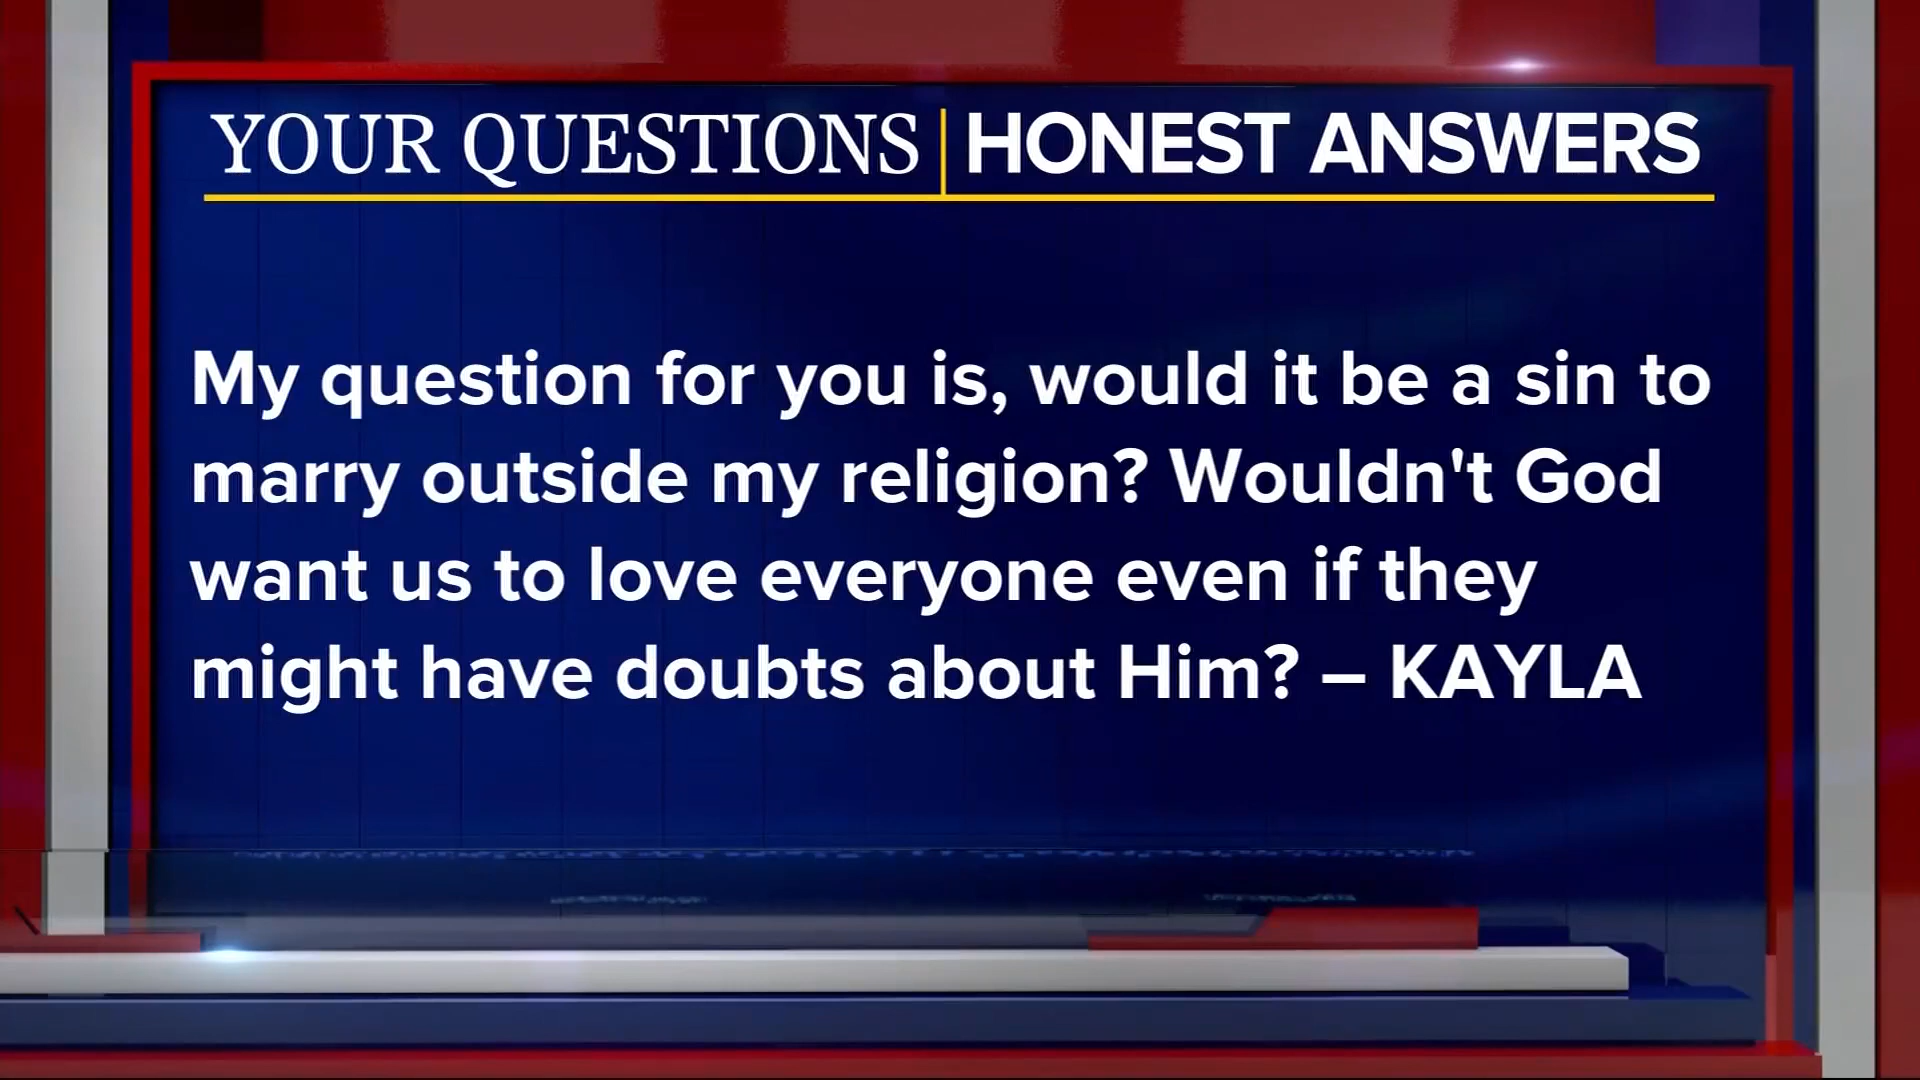 YOUR QUESTIONS | HONEST ANSWERS
My question for you is, would it be a sin to
marry outside my religion? Wouldn't God
want us to love everyone even if they
might have doubts about Him? – KAYLA